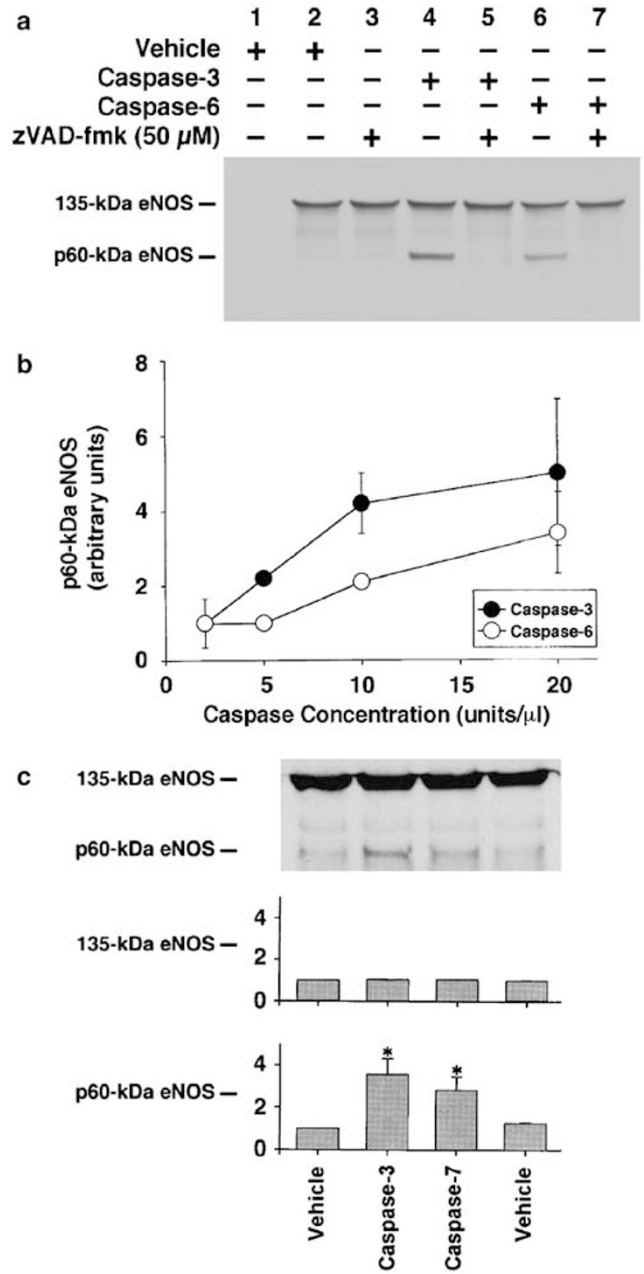 a 1 2 3 4 5 6 7
Vehicle + + – – – – –
Caspase-3 – – – + + – –
Caspase-6 – – – – – + +
zVAD-fmk (50 µM) – – + – + – +
135-kDa eNOS –
p60-kDa eNOS –
b
p60-kDa eNOS
(arbitrary units)
8
6
4
2
0
0 5 10 15 20
Caspase Concentration (units/µl)
Caspase-3
Caspase-6
c
135-kDa eNOS –
p60-kDa eNOS –
135-kDa eNOS –
4
2
0
p60-kDa eNOS –
4
2
0
* *
Vehicle
Caspase-3
Caspase-7
Vehicle